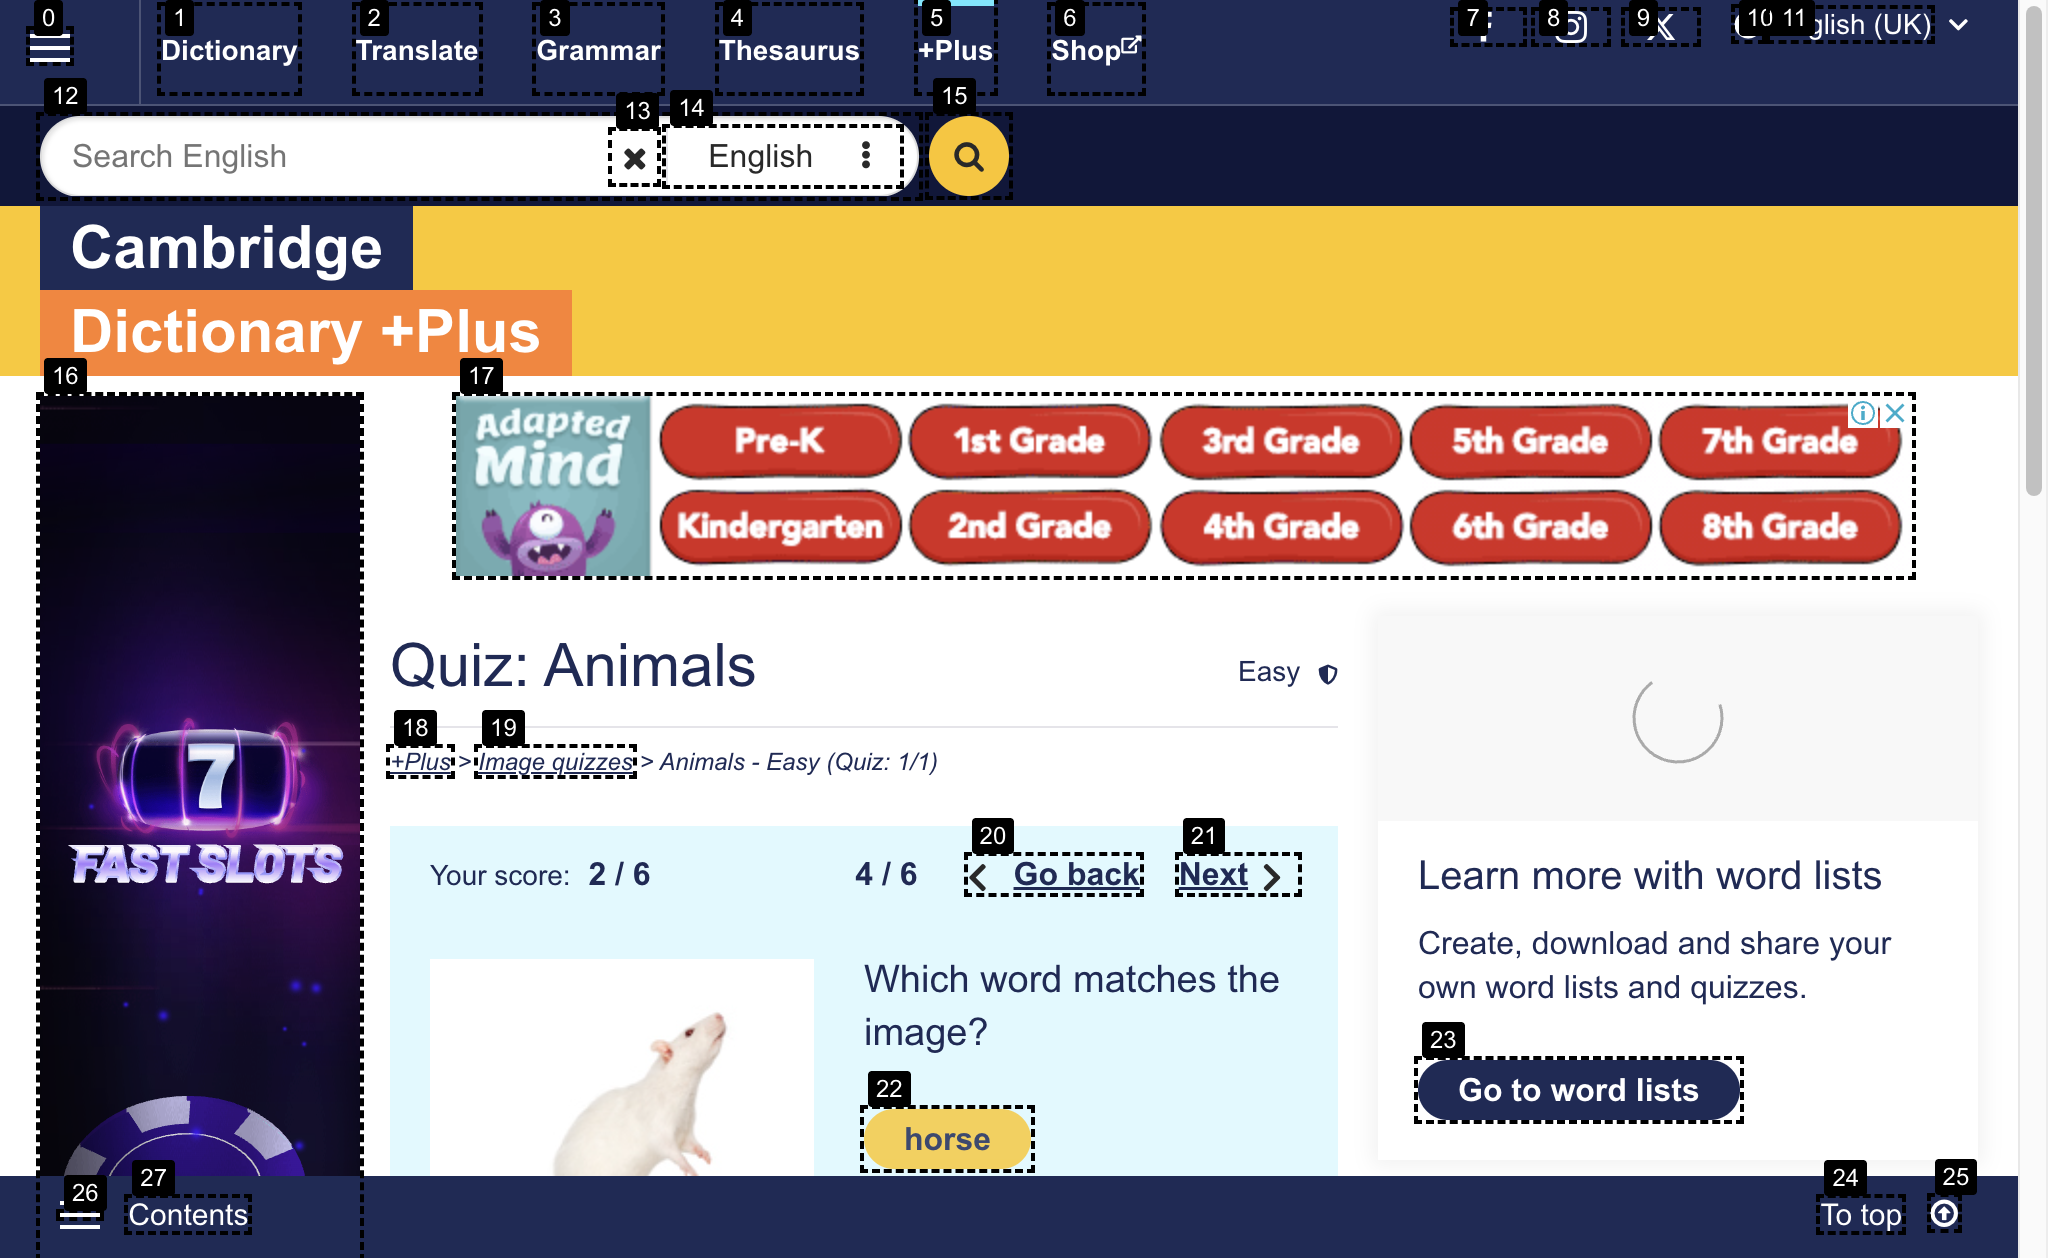 0
1
2
3
4
5
6
7
8
9
10
11
Dictionary
Translate
Grammar
Thesaurus
+Plus
Shop
glish (UK)
12
13
14
15
Search English
English
Cambridge
Dictionary +Plus
16
17
Adapted
Mind
Pre-K
1st Grade
3rd Grade
5th Grade
7th Grade
Kindergarten
2nd Grade
4th Grade
6th Grade
8th Grade
Quiz: Animals
Easy
18
19
+Plus > Image quizzes > Animals - Easy (Quiz: 1/1)
20
21
Your score: 2 / 6
4 / 6
Go back
Next
7
FAST SLOTS
Which word matches the
image?
22
horse
Learn more with word lists
Create, download and share your
own word lists and quizzes.
23
Go to word lists
24
25
26
27
Contents
To top